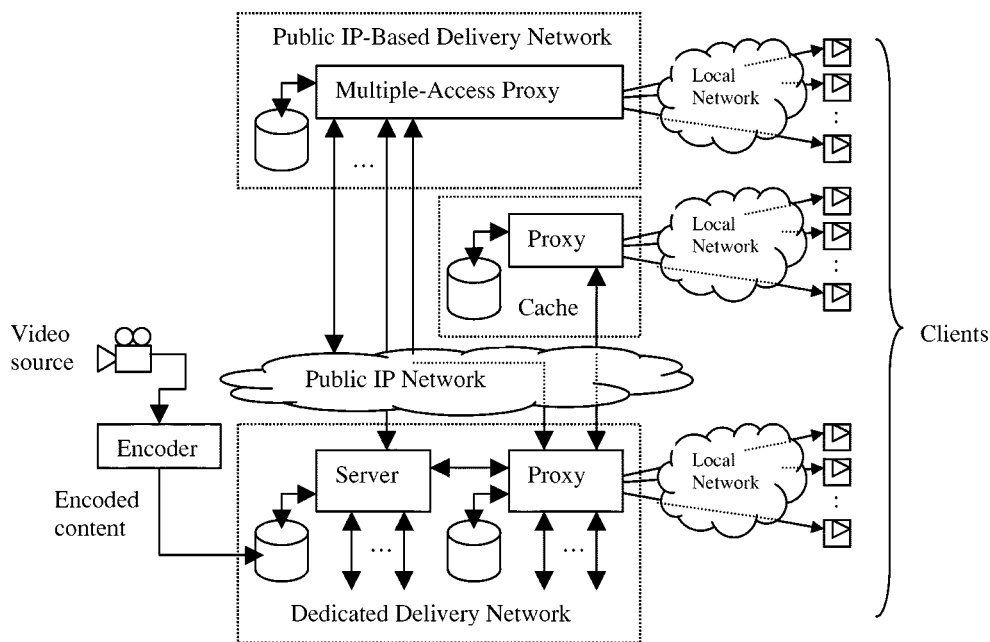 Public IP-Based Delivery Network
Multiple-Access Proxy
Local
Network
...
Proxy
Cache
Local
Network
Video
source
Clients
Public IP Network
Encoder
Encoded
content
Server
Proxy
Local
Network
...
...
Dedicated Delivery Network